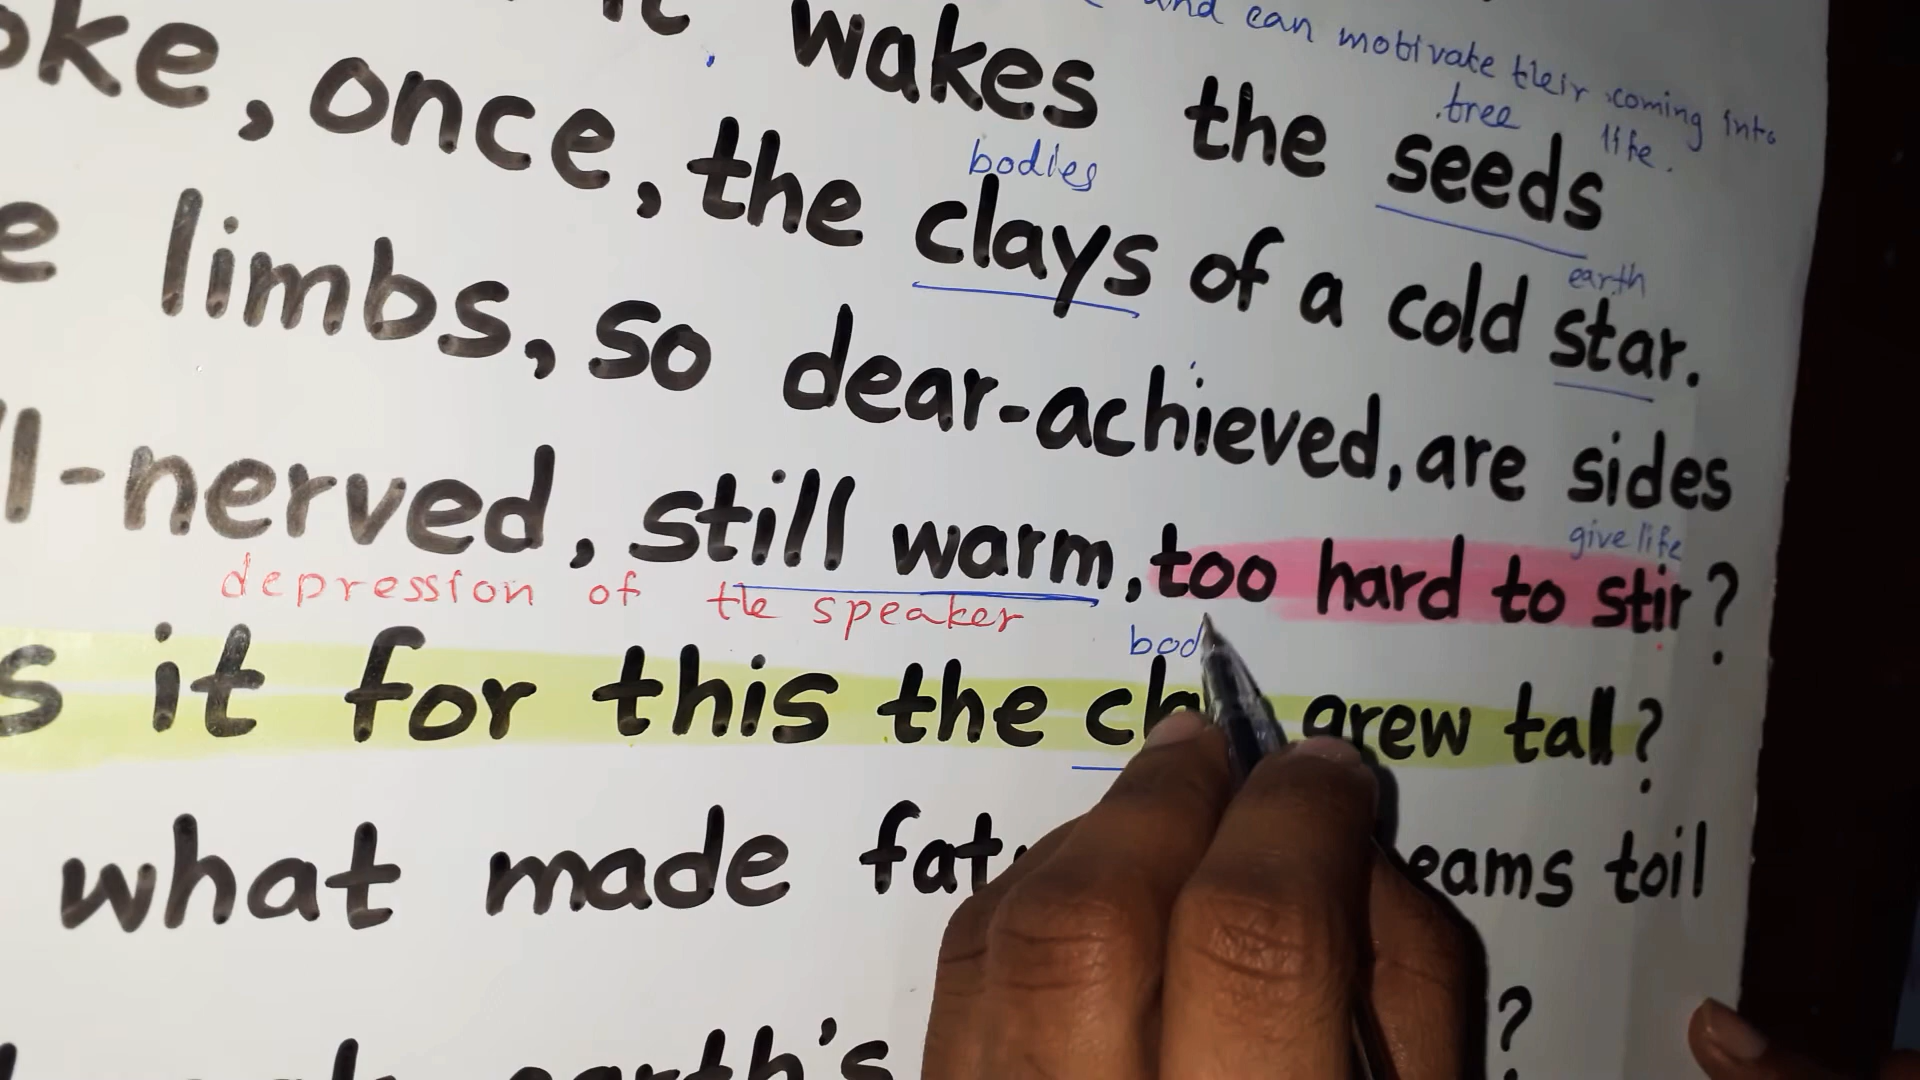 and can motivate their coming into
life.
wakes the seeds
tree
oke, once, the clays of a cold star.
bodies
earth
e limbs, so dear-achieved, are sides
ll-nerved, still warm, too hard to stir?
give life
depression of the speaker
s it for this the grew tall?
bod
what made eams toil
earth's ?